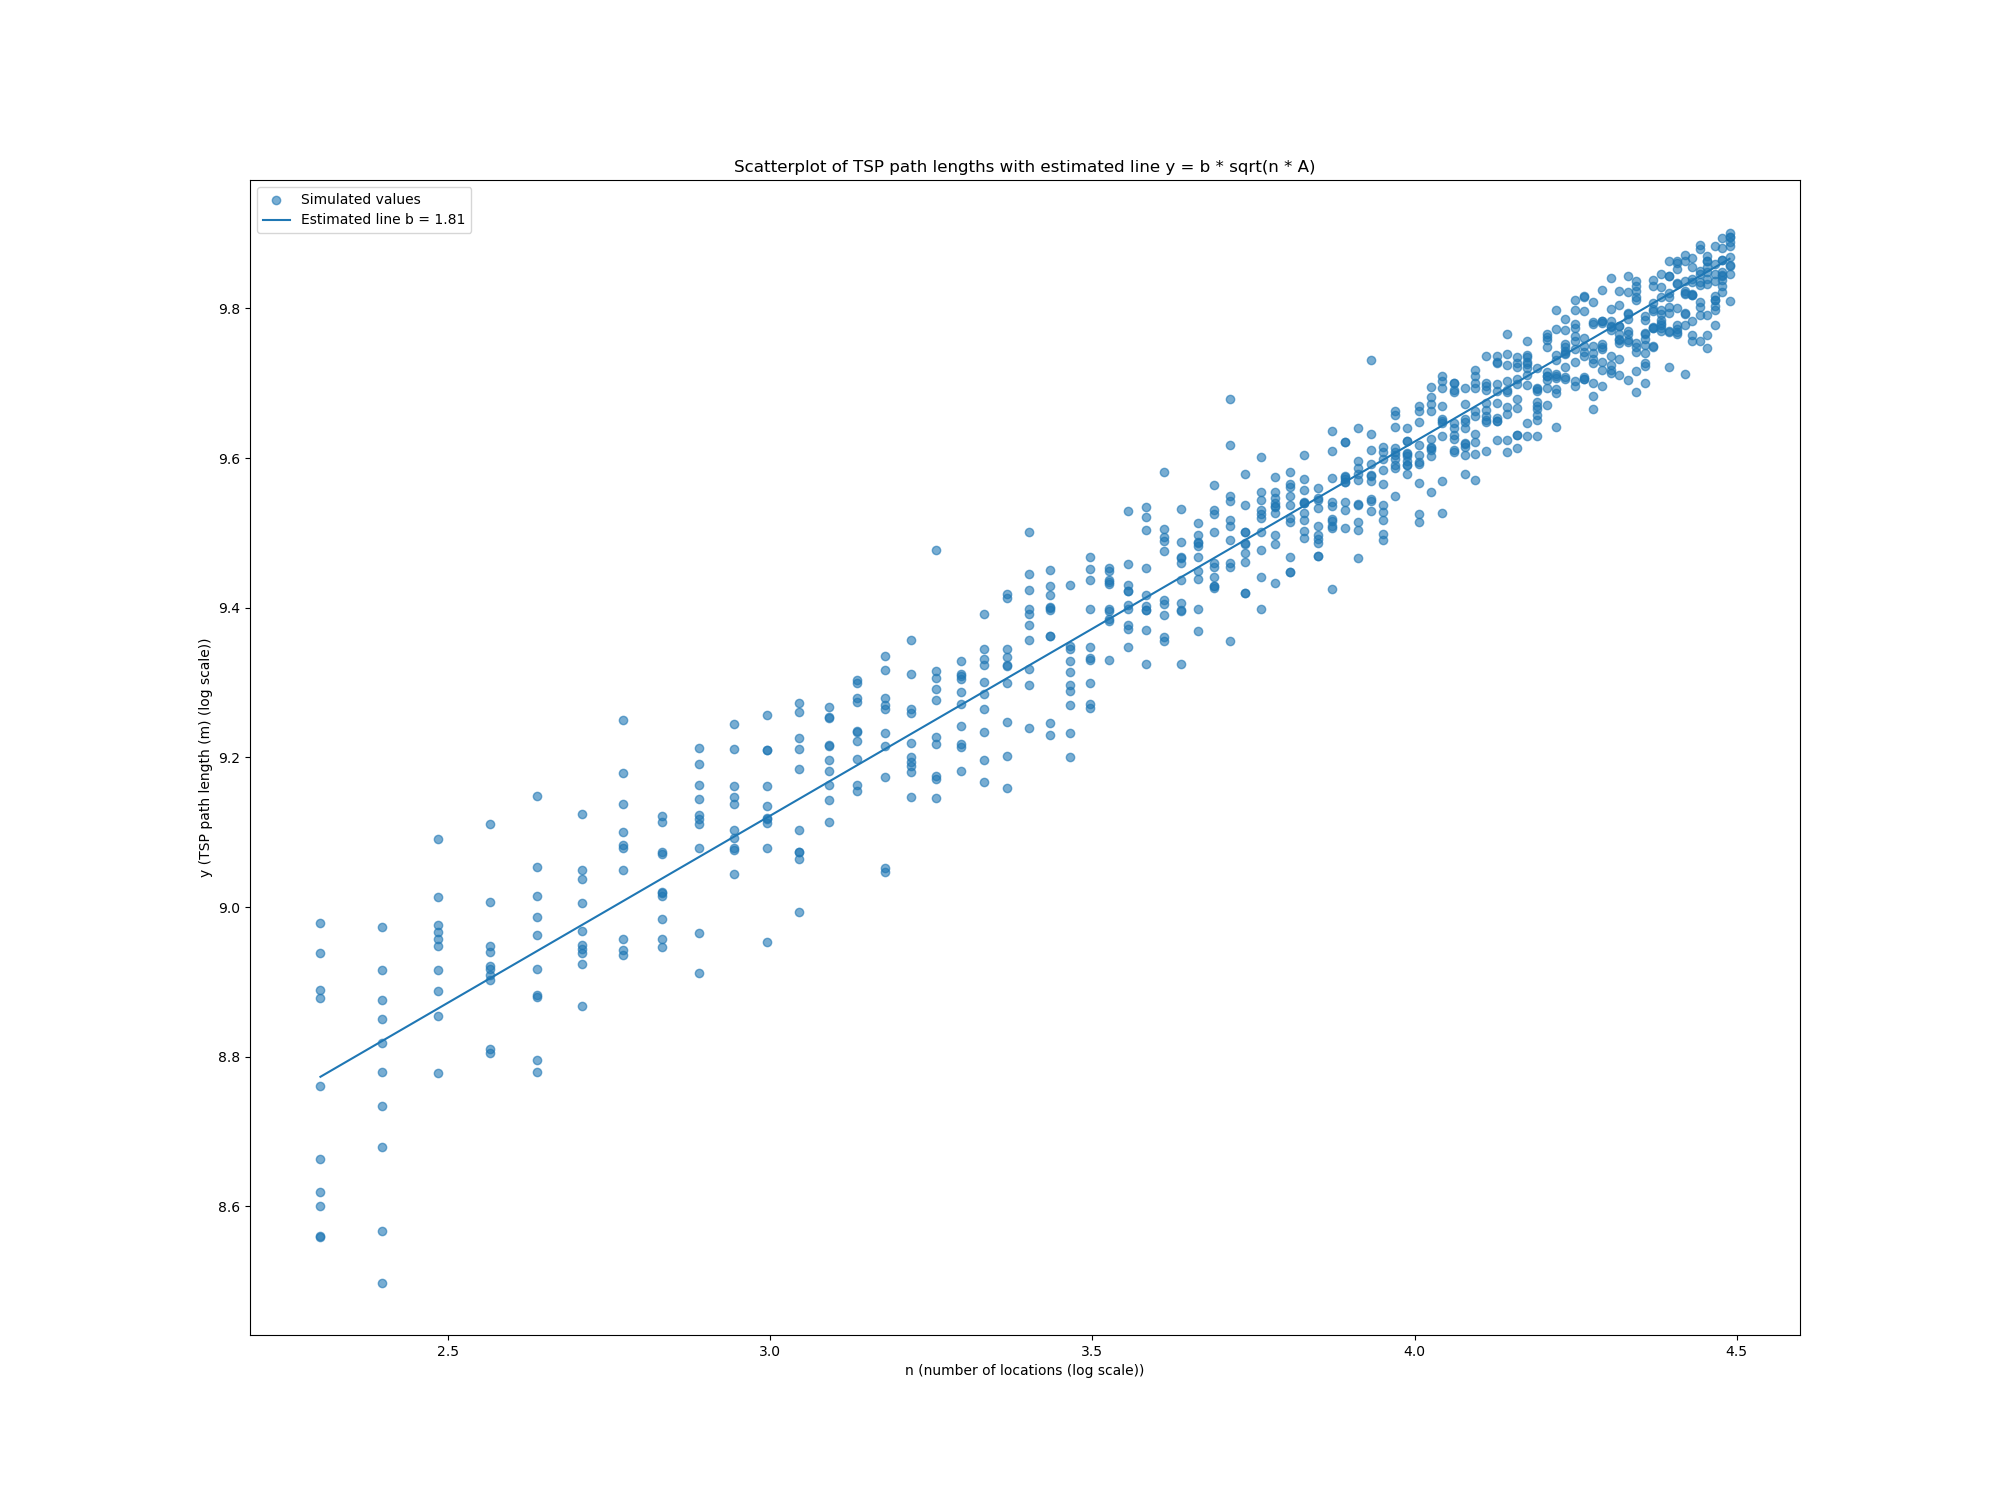 Scatterplot of TSP path lengths with estimated line y = b * sqrt(n * A)
Simulated values
Estimated line b = 1.81
9.8
9.6
9.4
9.2
9.0
8.8
8.6
y (TSP path length (m) (log scale))
2.5
3.0
3.5
4.0
4.5
n (number of locations (log scale))